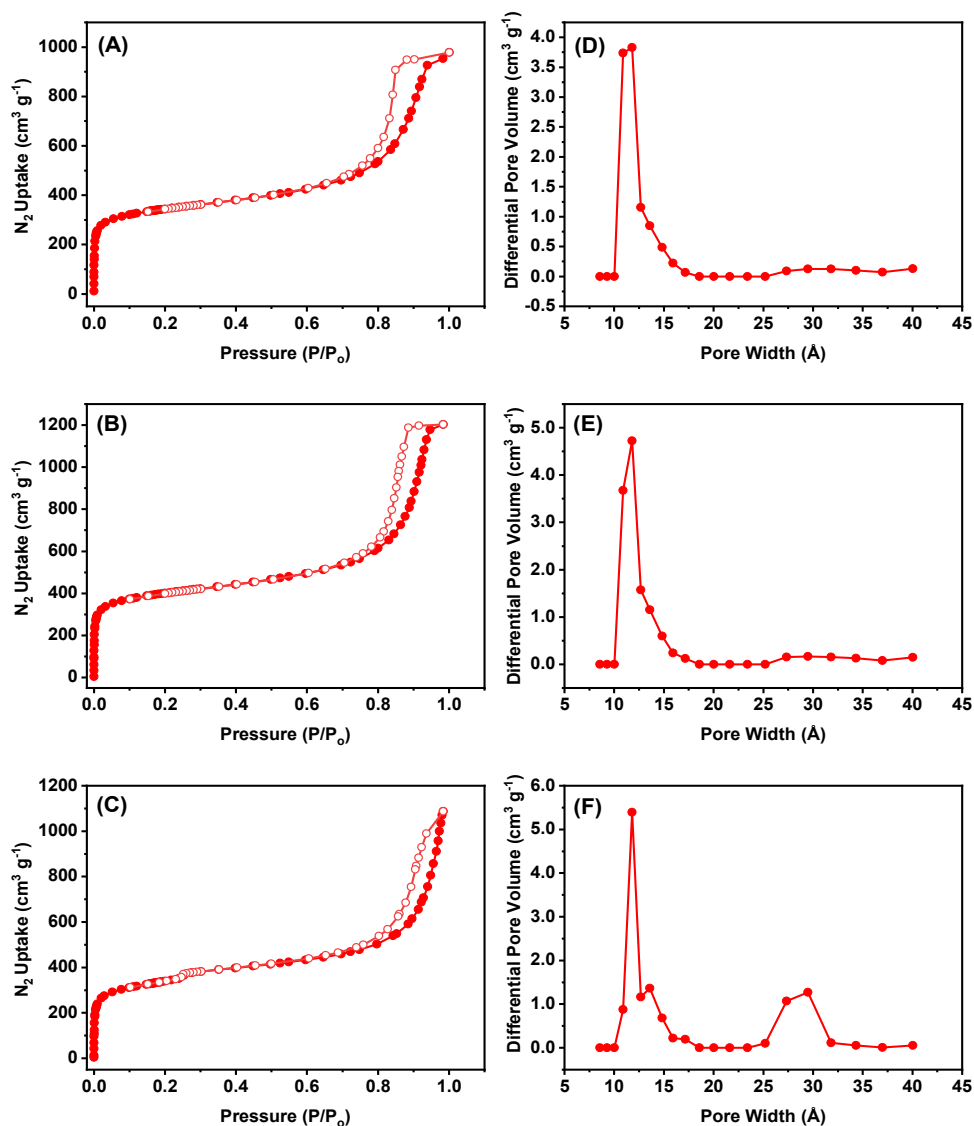 (A)
N₂ Uptake (cm³ g⁻¹)
1000
800
600
400
200
0
0.0 0.2 0.4 0.6 0.8 1.0
Pressure (P/Pₒ)
(D)
Differential Pore Volume (cm³ g⁻¹)
4.0
3.5
3.0
2.5
2.0
1.5
1.0
0.5
0.0
-0.5
5 10 15 20 25 30 35 40 45
Pore Width (Å)
(B)
N₂ Uptake (cm³ g⁻¹)
1200
1000
800
600
400
200
0
0.0 0.2 0.4 0.6 0.8 1.0
Pressure (P/Pₒ)
(E)
Differential Pore Volume (cm³ g⁻¹)
5.0
4.0
3.0
2.0
1.0
0.0
5 10 15 20 25 30 35 40 45
Pore Width (Å)
(C)
N₂ Uptake (cm³ g⁻¹)
1200
1000
800
600
400
200
0
0.0 0.2 0.4 0.6 0.8 1.0
Pressure (P/Pₒ)
(F)
Differential Pore Volume (cm³ g⁻¹)
6.0
5.0
4.0
3.0
2.0
1.0
0.0
5 10 15 20 25 30 35 40 45
Pore Width (Å)